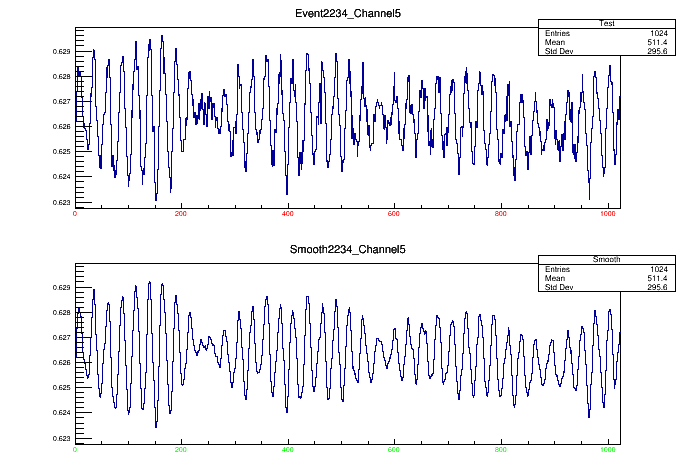 Event2234_Channel5
Test
Entries 1024
Mean 511.4
Std Dev 295.6
0.629
0.628
0.627
0.626
0.625
0.624
0.623
0 200 400 600 800 1000
Smooth2234_Channel5
Smooth
Entries 1024
Mean 511.4
Std Dev 295.6
0.629
0.628
0.627
0.626
0.625
0.624
0.623
0 200 400 600 800 1000